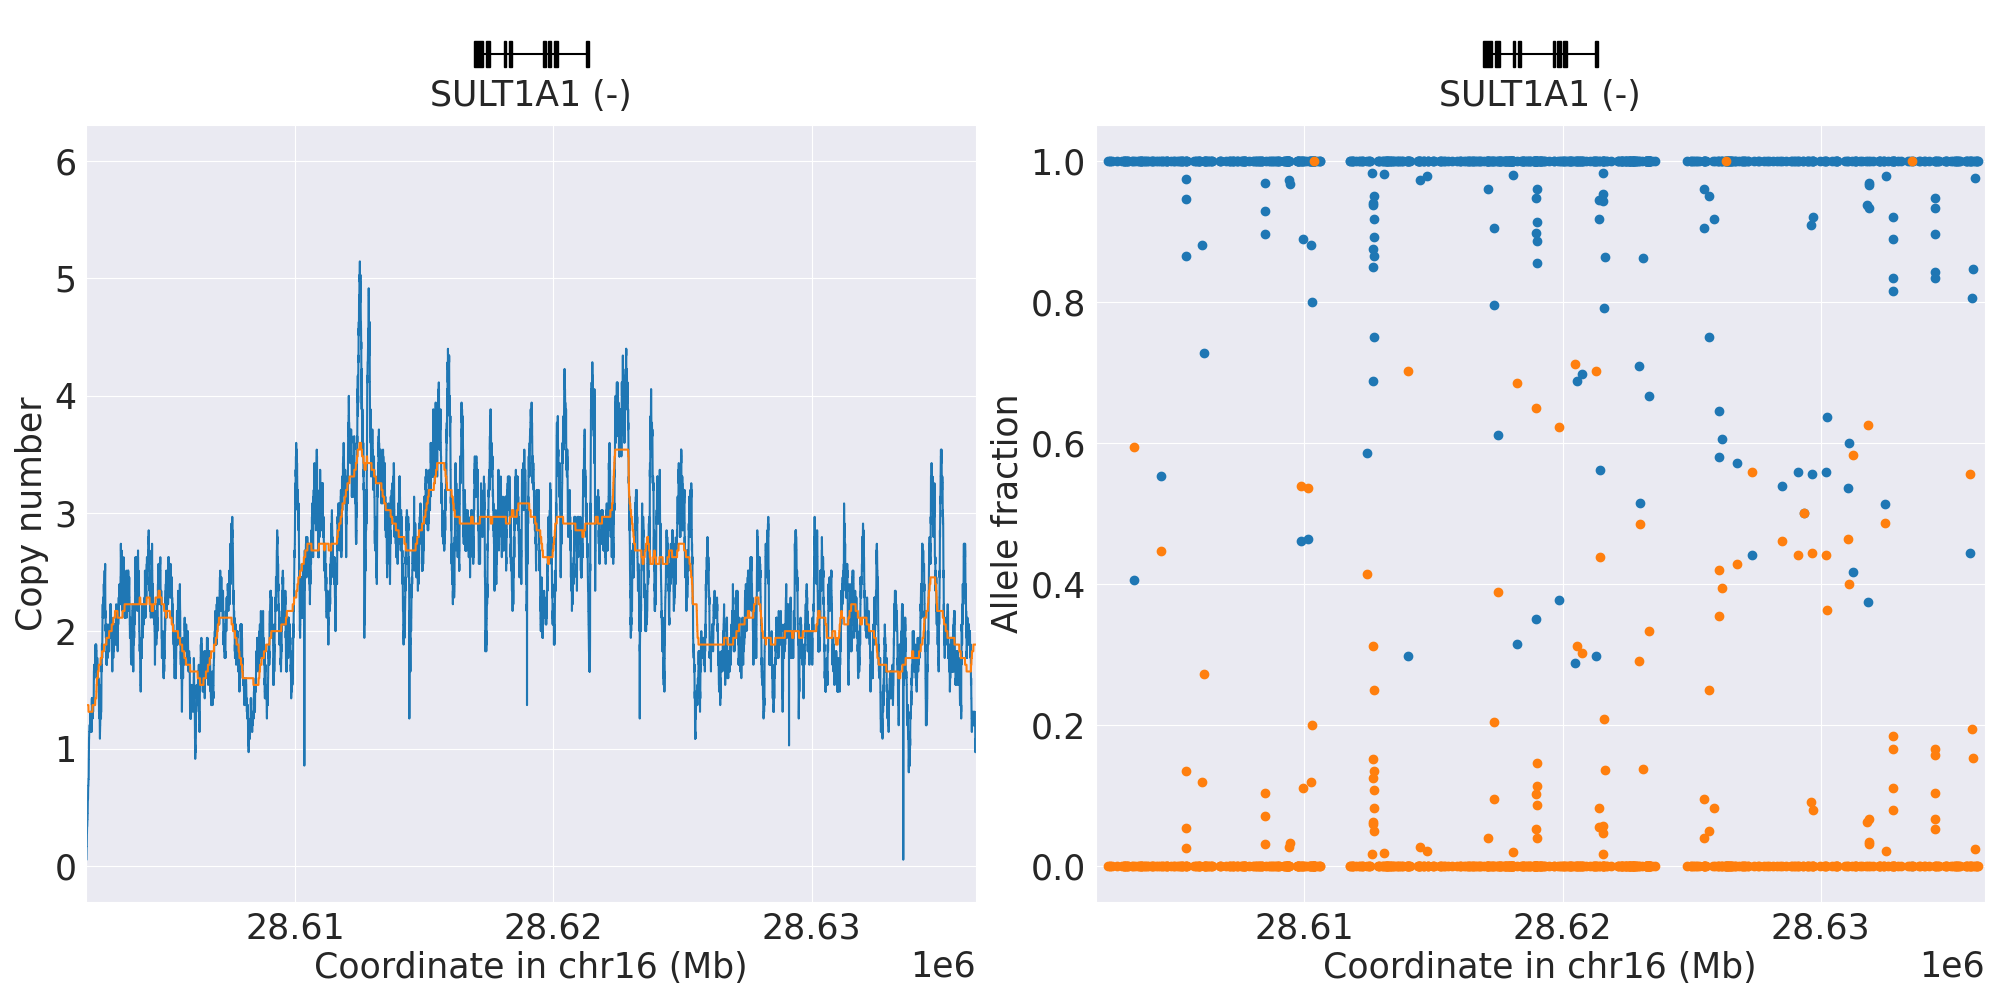 SULT1A1 (-)
Copy number
6
5
4
3
2
1
0
28.61
28.62
28.63
Coordinate in chr16 (Mb)
1e6
SULT1A1 (-)
Allele fraction
1.0
0.8
0.6
0.4
0.2
0.0
28.61
28.62
28.63
Coordinate in chr16 (Mb)
1e6